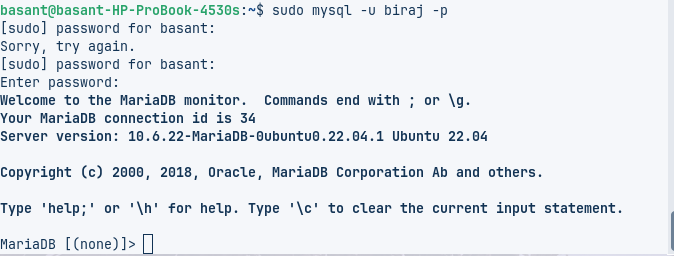 basant@basant-HP-ProBook-4530s:~$ sudo mysql -u biraj -p
[sudo] password for basant:
Sorry, try again.
[sudo] password for basant:
Enter password:
Welcome to the MariaDB monitor.  Commands end with ; or \g.
Your MariaDB connection id is 34
Server version: 10.6.22-MariaDB-0ubuntu0.22.04.1 Ubuntu 22.04
Copyright (c) 2000, 2018, Oracle, MariaDB Corporation Ab and others.
Type 'help;' or '\h' for help. Type '\c' to clear the current input statement.
MariaDB [(none)]>